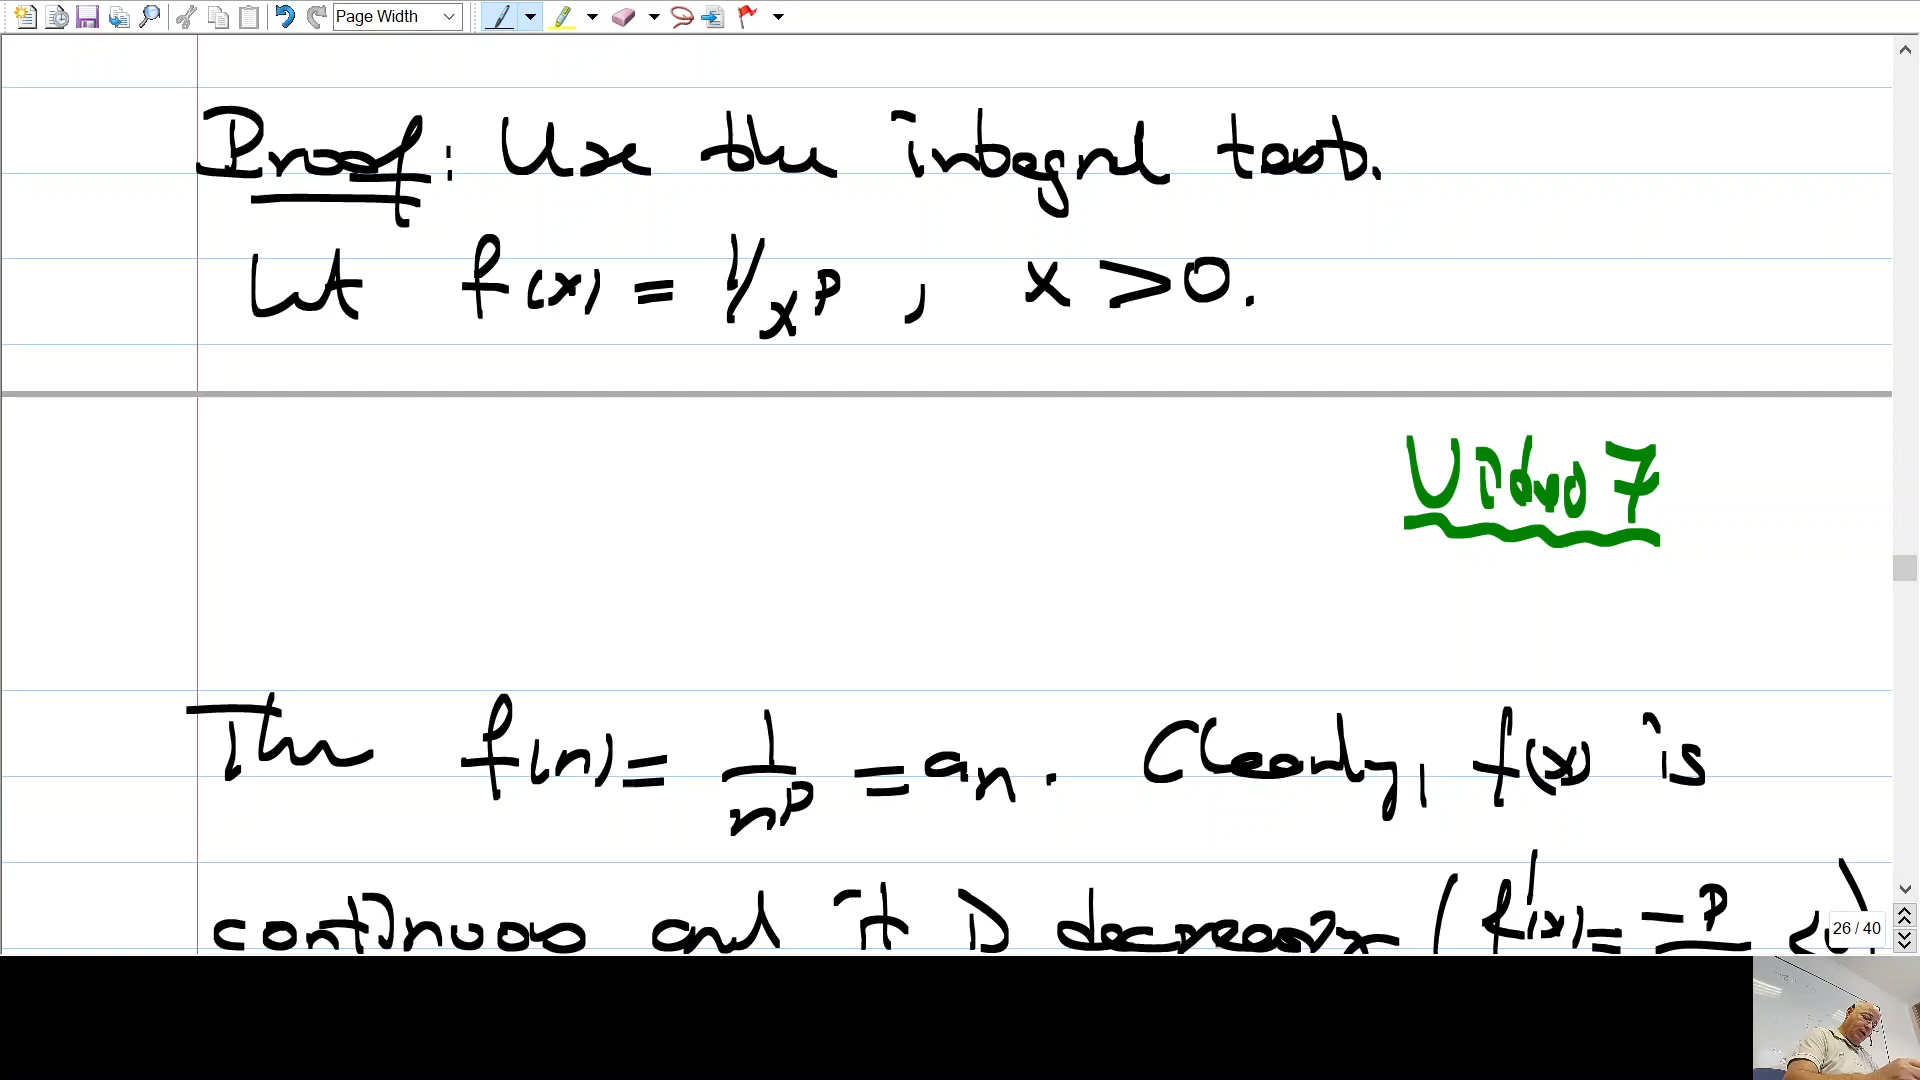 Page Width
Proof: Use the integral test.
Let f(x) = 1/x^p , x > 0.
Video 7
Then f(n) = 1/n^p = a_n. Clearly, f(x) is
continuous and it is decreasing ( f'(x) = -p <0)
26 / 40